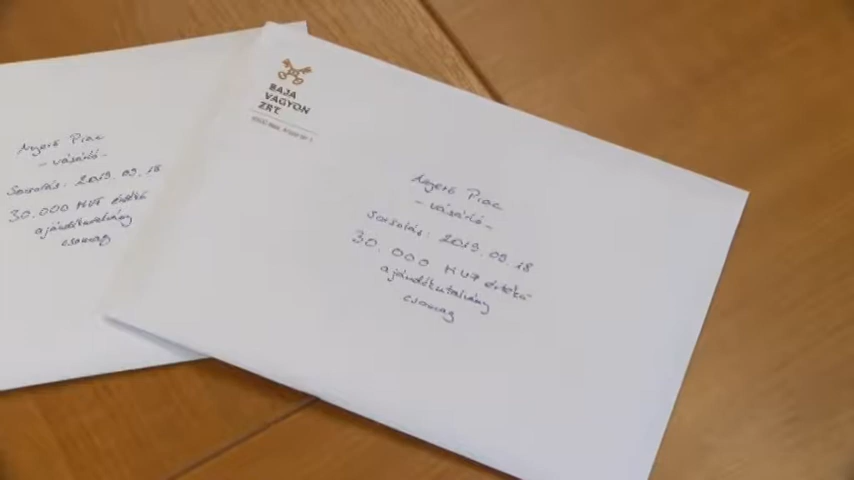 Nyerő Piac
- vásárló -
Sorsolás: 2019.09.18
30.000 HUF értékű
ajándékutalvány
csomag
BAJA
VAGYON
ZRT.
Nyerő Piac
- vásárló -
Sorsolás: 2019.09.18
30.000 HUF értékű
ajándékutalvány
csomag